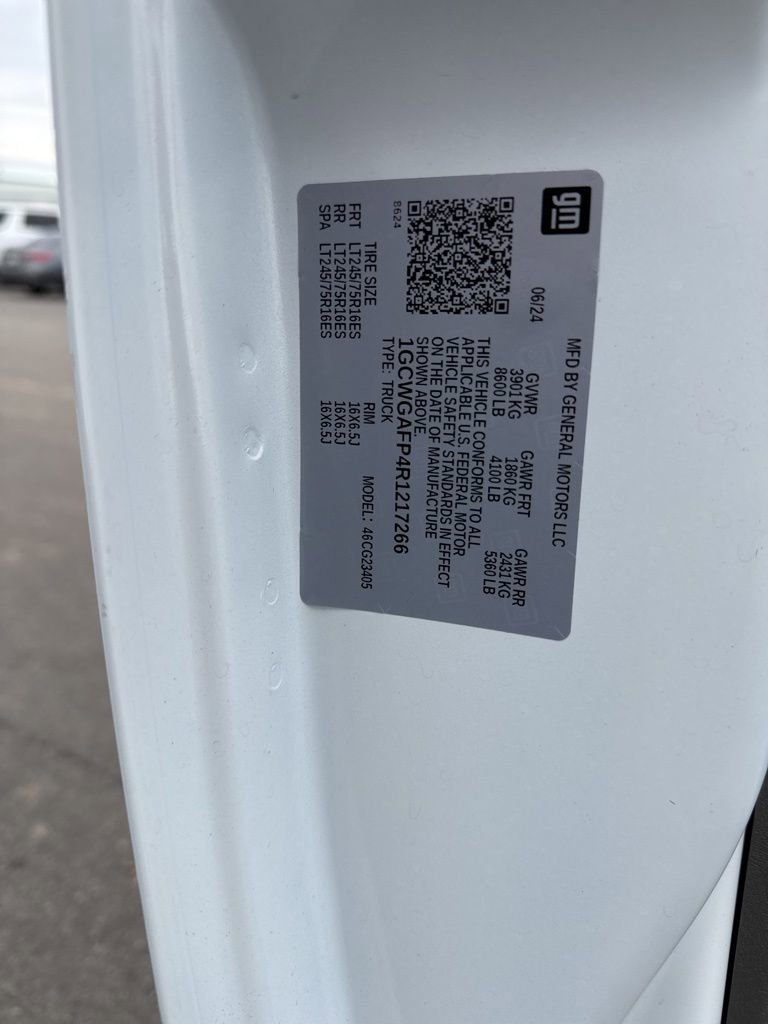 gm
MFD BY GENERAL MOTORS LLC
06/24
GVWR GAWR FRT GAWR RR
3901 KG 1860 KG 2431 KG
8600 LB 4100 LB 5360 LB
THIS VEHICLE CONFORMS TO ALL
APPLICABLE U.S. FEDERAL MOTOR
VEHICLE SAFETY STANDARDS IN EFFECT
ON THE DATE OF MANUFACTURE
SHOWN ABOVE.
1GCWGAFP4R1217266
8624
TYPE: TRUCK MODEL: 46CG23405
TIRE SIZE RIM
FRT LT245/75R16ES 16X6.5J
RR LT245/75R16ES 16X6.5J
SPA LT245/75R16ES 16X6.5J